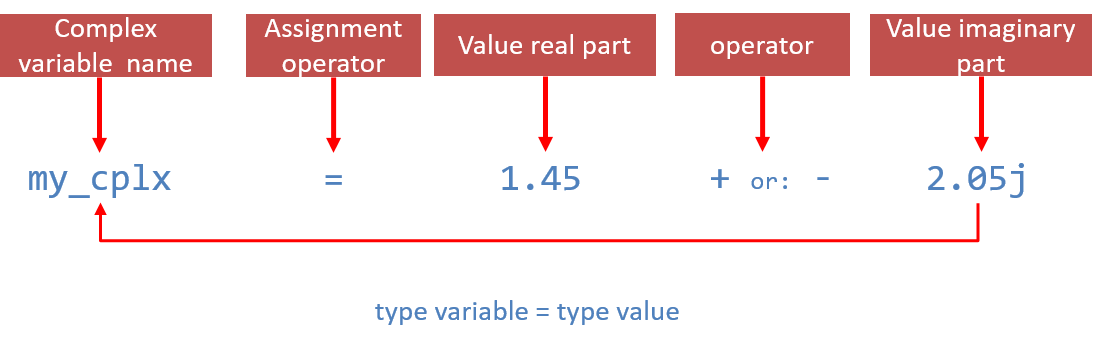 Complex
variable name
Assignment
operator
Value real part
operator
Value imaginary
part
my_cplx = 1.45 + or: - 2.05j
type variable = type value